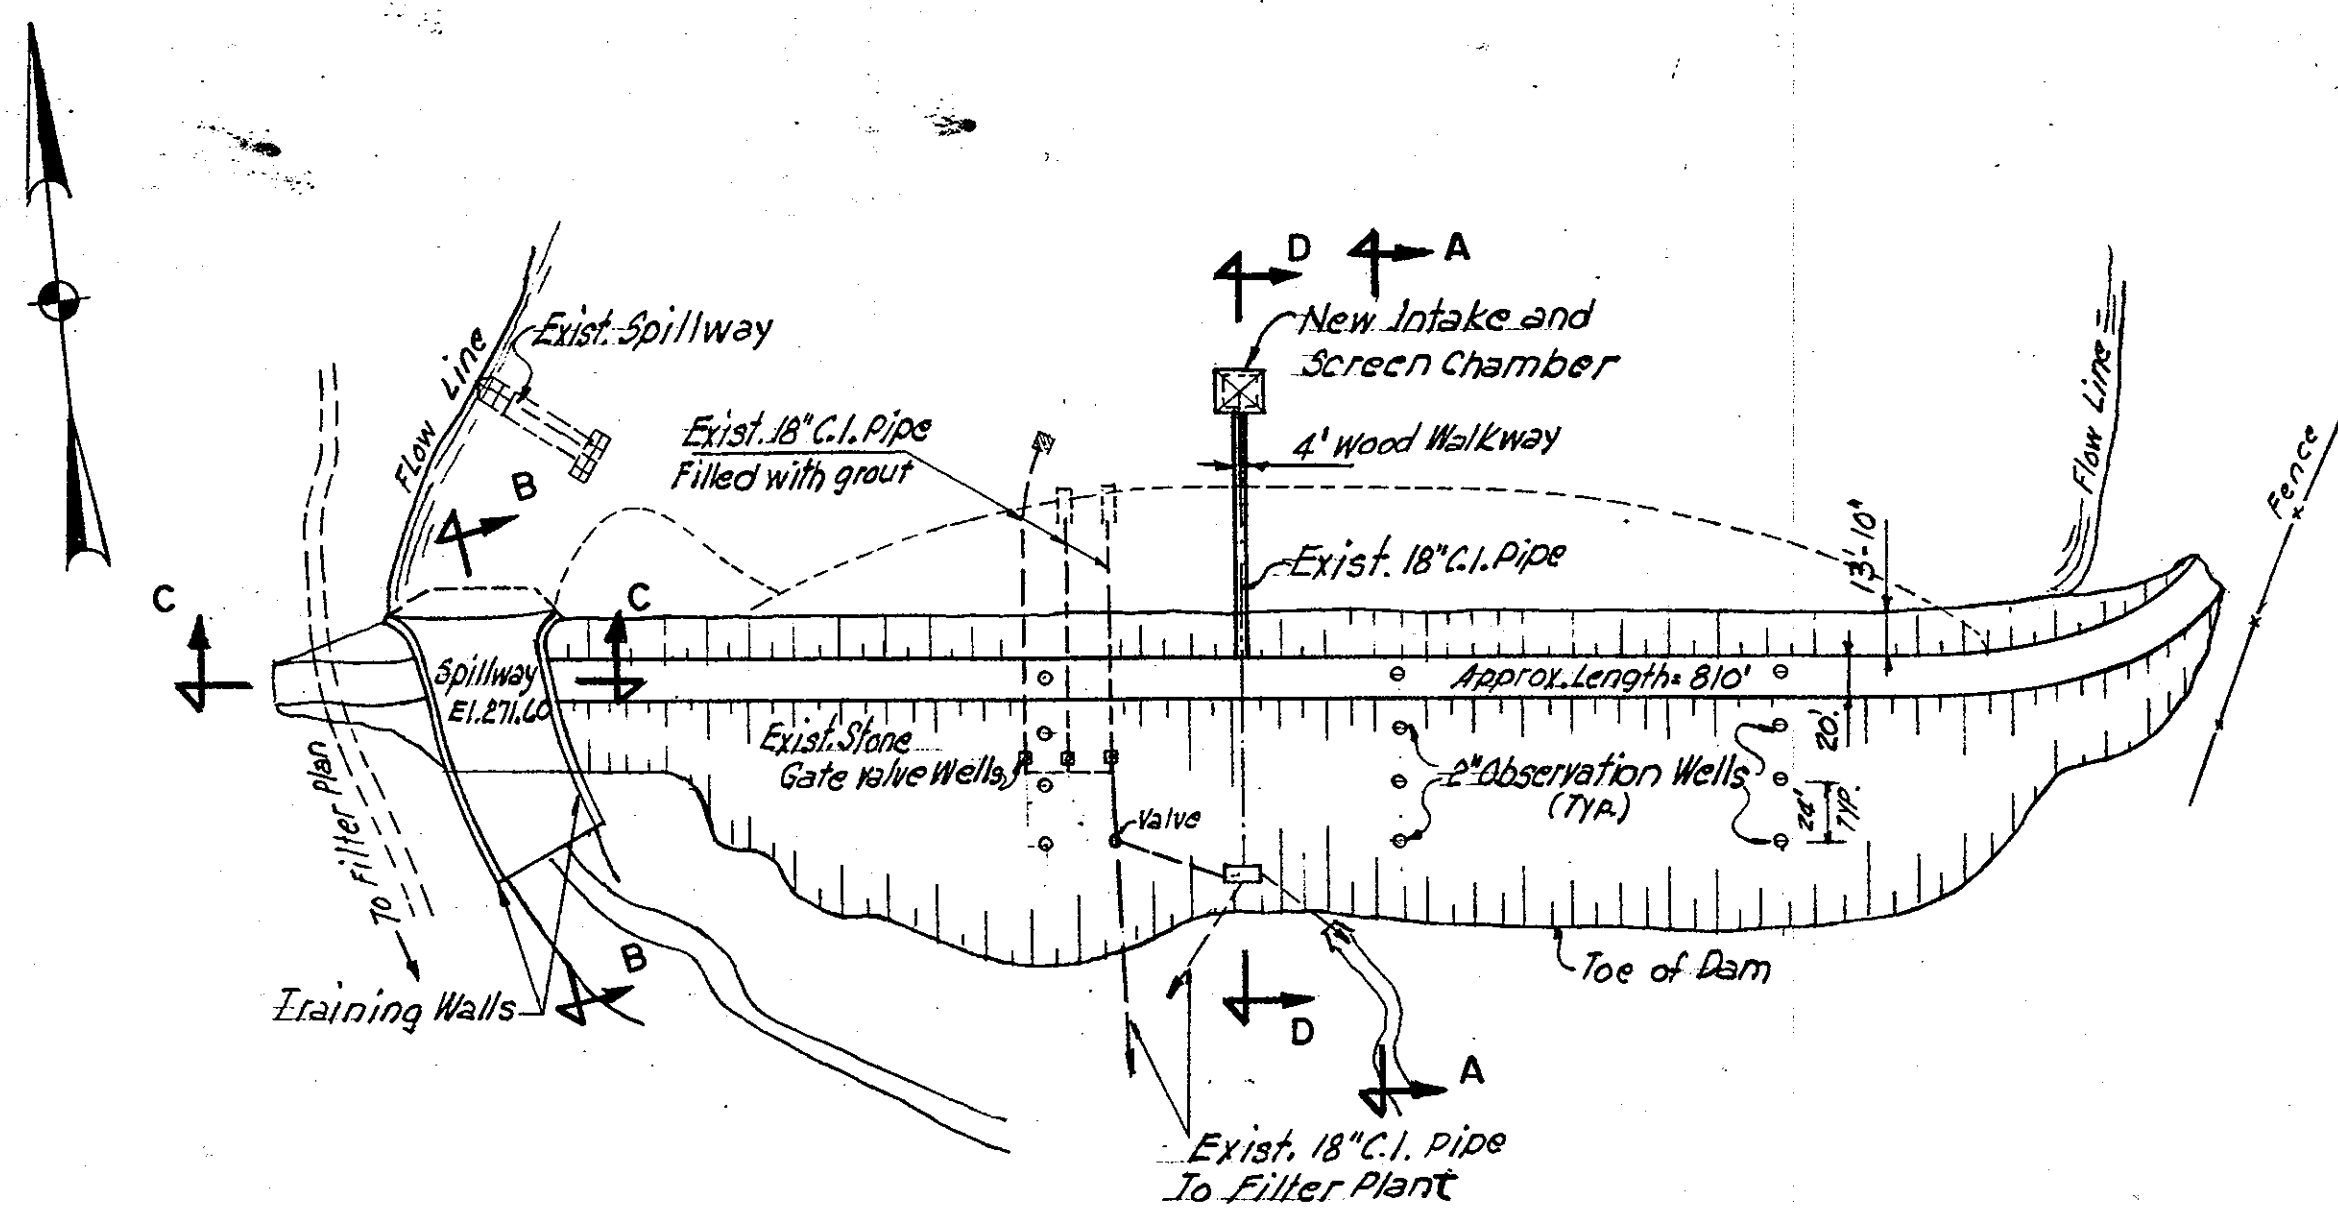 D
A
New Intake and
Screen Chamber
Exist. Spillway
Flow Line
Flow Line
Fence
Exist. 18" C.I. Pipe
Filled with grout
4' Wood Walkway
B
Exist. 18" C.I. Pipe
13'-10"
C
C
Spillway
El. 271.60
Approx. Length = 810'
Exist. Stone
Gate Valve Wells
2" Observation Wells
(Typ.)
20'
24'
Typ.
Valve
To Filter Plan
B
Training Walls
Toe of Dam
D
A
Exist. 18" C.I. Pipe
To Filter Plant